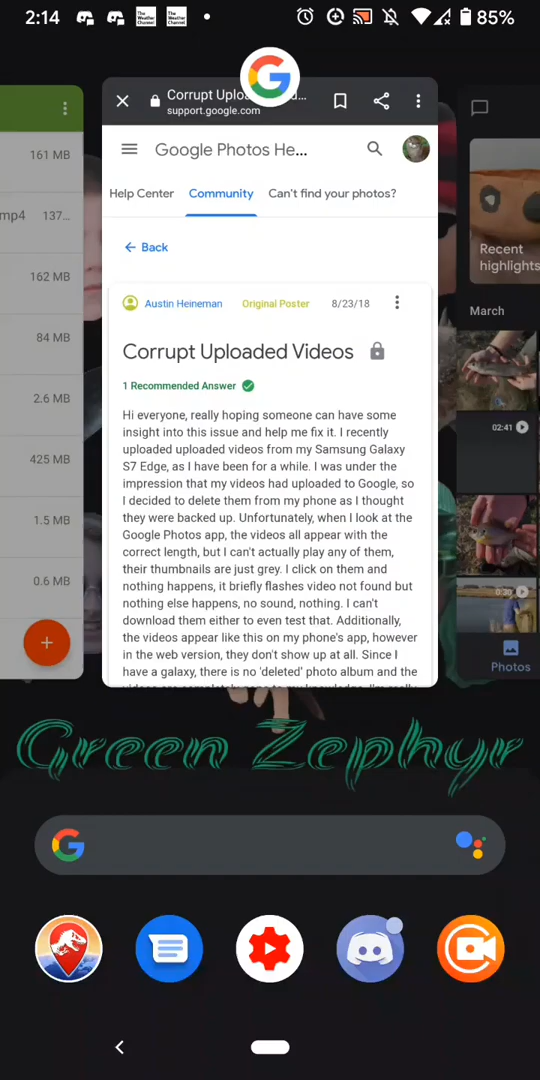 2:14
The Weather Channel
The Weather Channel
85%
Corrupt Uplo
support.google.com
161 MB
Google Photos He...
mp4 137...
Help Center Community Can't find your photos?
Back
162 MB
Recent highlights
Austin Heineman Original Poster 8/23/18
March
84 MB
Corrupt Uploaded Videos
1 Recommended Answer
2.6 MB
Hi everyone, really hoping someone can have some
insight into this issue and help me fix it. I recently
02:41
uploaded uploaded videos from my Samsung Galaxy
425 MB
S7 Edge, as I have been for a while. I was under the
impression that my videos had uploaded to Google, so
I decided to delete them from my phone as I thought
1.5 MB
they were backed up. Unfortunately, when I look at the
Google Photos app, the videos all appear with the
correct length, but I can't actually play any of them,
their thumbnails are just grey. I click on them and
0.6 MB
nothing happens, it briefly flashes video not found but
0:30
nothing else happens, no sound, nothing. I can't
download them either to even test that. Additionally,
the videos appear like this on my phone's app, however
in the web version, they don't show up at all. Since I
Photos
have a galaxy, there is no 'deleted' photo album and the
Green Zephyr